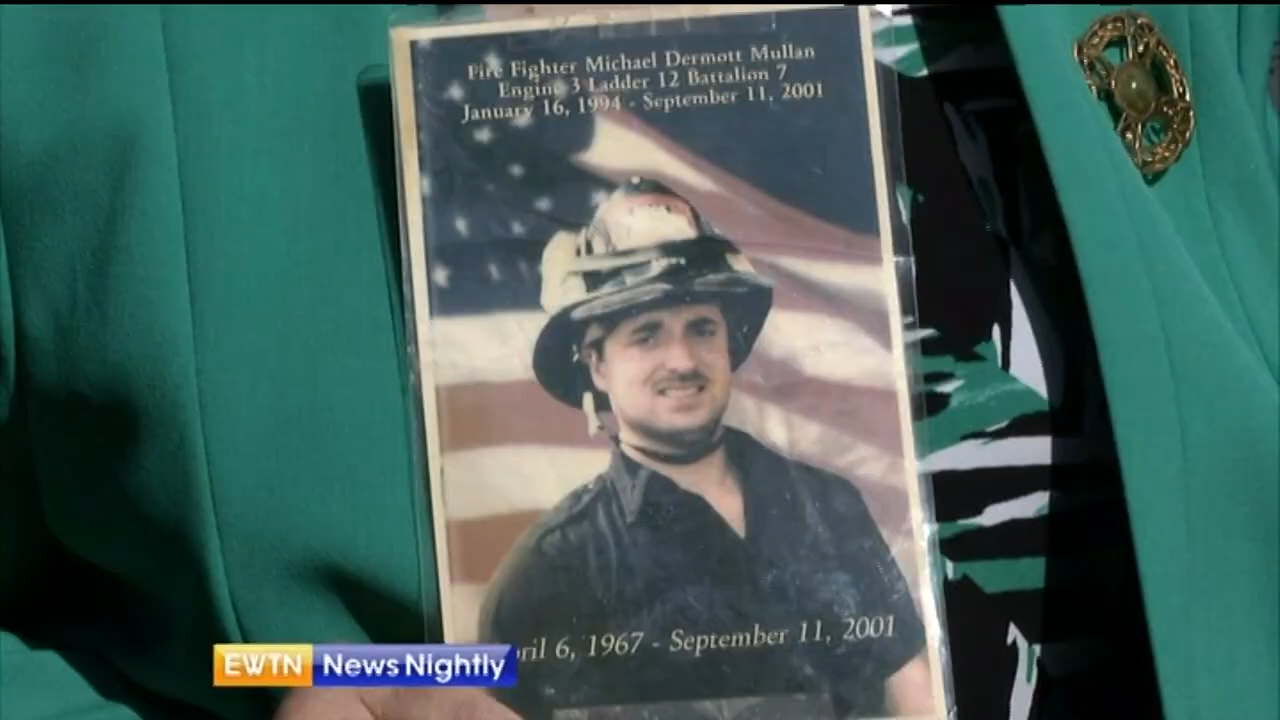 Fire Fighter Michael Dermott Mullan
Engine 3 Ladder 12 Battalion 7
January 16, 1994 - September 11, 2001
ril 6, 1967 - September 11, 2001
EWTN News Nightly